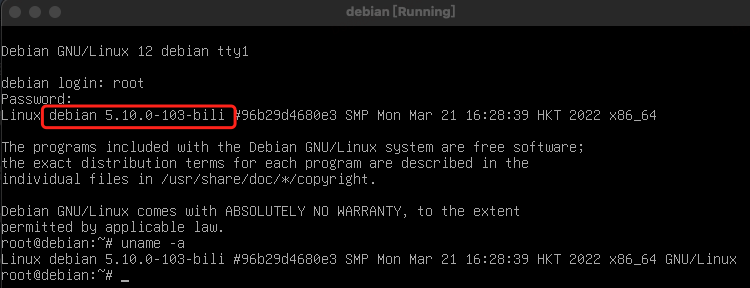 debian [Running]
Debian GNU/Linux 12 debian tty1
debian login: root
Password:
Linux debian 5.10.0-103-bili #96b29d4680e3 SMP Mon Mar 21 16:28:39 HKT 2022 x86_64
The programs included with the Debian GNU/Linux system are free software;
the exact distribution terms for each program are described in the
individual files in /usr/share/doc/*/copyright.
Debian GNU/Linux comes with ABSOLUTELY NO WARRANTY, to the extent
permitted by applicable law.
root@debian:~# uname -a
Linux debian 5.10.0-103-bili #96b29d4680e3 SMP Mon Mar 21 16:28:39 HKT 2022 x86_64 GNU/Linux
root@debian:~# _